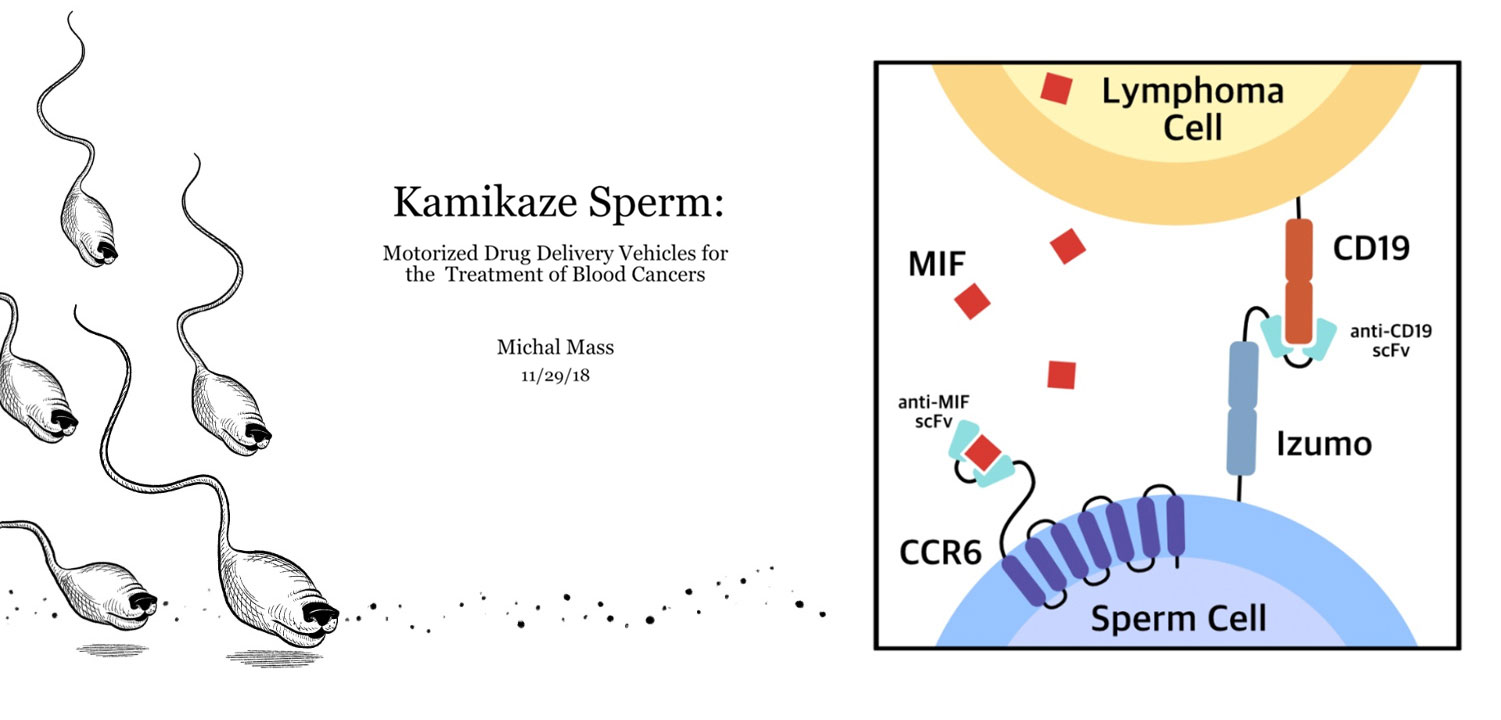 Kamikaze Sperm:
Motorized Drug Delivery Vehicles for
the Treatment of Blood Cancers
Michal Mass
11/29/18
Lymphoma
Cell
MIF
CD19
anti-CD19
scFv
anti-MIF
scFv
Izumo
CCR6
Sperm Cell